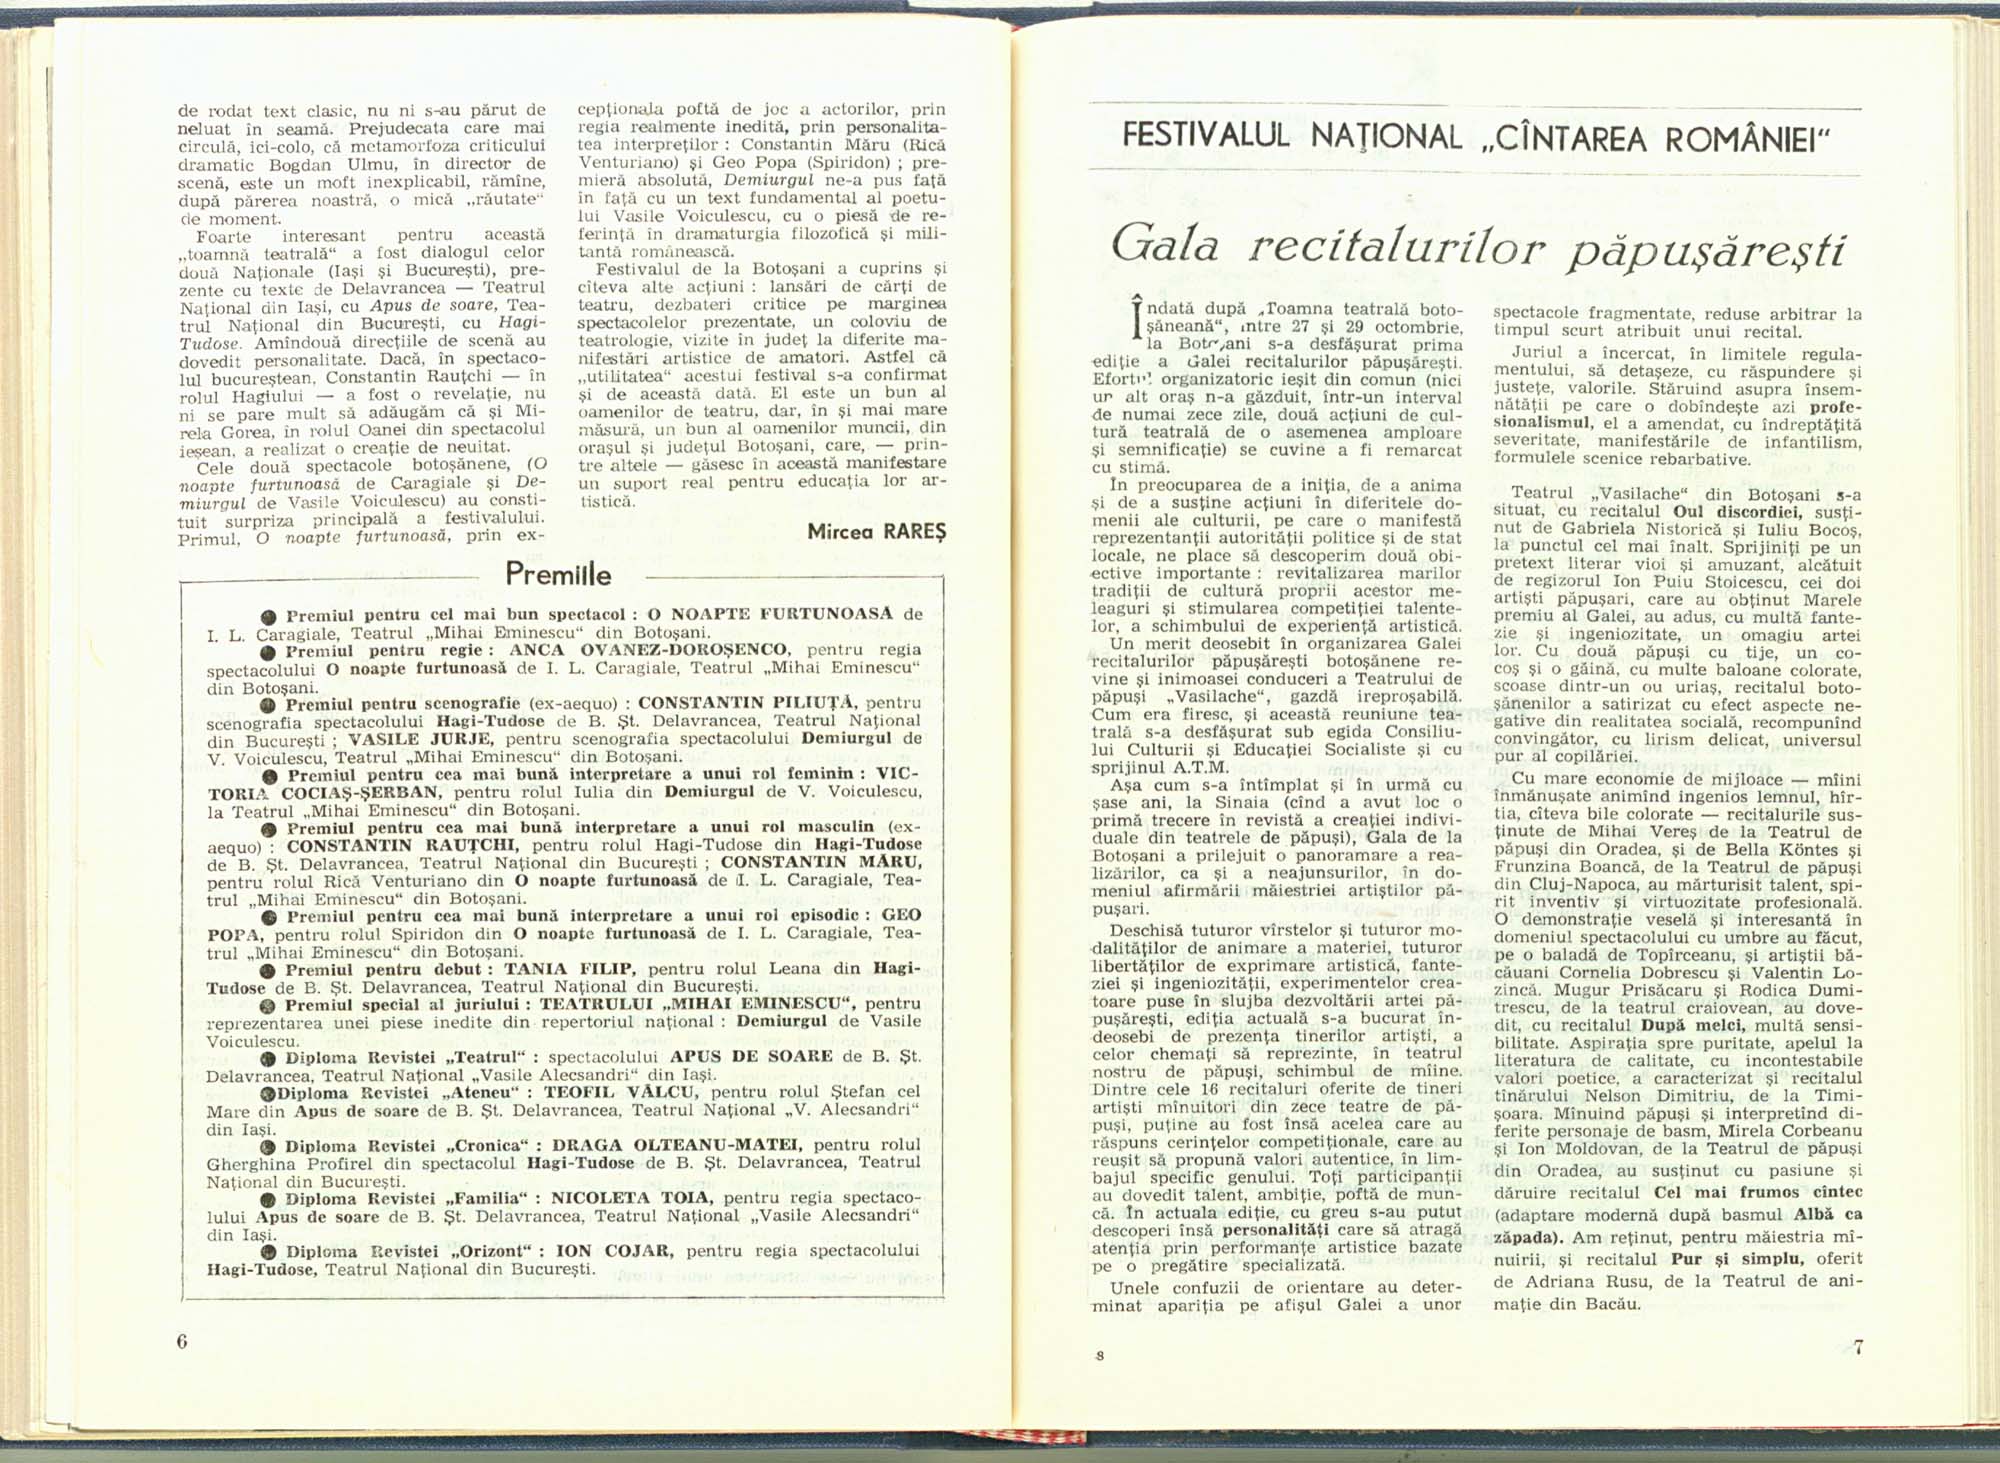 de rodat text clasic, nu ni s-au părut de
neluat în seamă. Prejudecata care mai
circulă, ici-colo, că metamorfoza criticului
dramatic Bogdan Ulmu, în director de
scenă, este un moft inexplicabil, rămîne,
după părerea noastră, o mică „răutate“
de moment.
Foarte interesant pentru această
„toamnă teatrală“ a fost dialogul celor
două Naționale (Iași și București), pre-
zente cu texte de Delavrancea — Teatrul
Național din Iași, cu Apus de soare, Tea-
trul Național din București, cu Hagi-
Tudose. Amîndouă direcțiile de scenă au
dovedit personalitate. Dacă, în spectaco-
lul bucureștean, Constantin Rauțchi — în
rolul Hagiului — a fost o revelație, nu
ni se pare mult să adăugăm că și Mi-
rela Gorea, în rolul Oanei din spectacolul
ieșean, a realizat o creație de neuitat.
Cele două spectacole botoșănene, (O
noapte furtunoasă de Caragiale și De-
miurgul de Vasile Voiculescu) au consti-
tuit surpriza principală a festivalului.
Primul, O noapte furtunoasă, prin ex-
cepționala poftă de joc a actorilor, prin
regia realmente inedită, prin personalita-
tea interpreților : Constantin Măru (Rică
Venturiano) și Geo Popa (Spiridon) ; pre-
mieră absolută, Demiurgul ne-a pus față
în față cu un text fundamental al poetu-
lui Vasile Voiculescu, cu o piesă de re-
ferință în dramaturgia filozofică și mili-
tantă românească.
Festivalul de la Botoșani a cuprins și
cîteva alte acțiuni : lansări de cărți de
teatru, dezbateri critice pe marginea
spectacolelor prezentate, un coloviu de
teatrologie, vizite în județ la diferite ma-
nifestări artistice de amatori. Astfel că
„utilitatea“ acestui festival s-a confirmat
și de această dată. El este un bun al
oamenilor de teatru, dar, în și mai mare
măsură, un bun al oamenilor muncii, din
orașul și județul Botoșani, care, — prin-
tre altele — găsesc în această manifestare
un suport real pentru educația lor ar-
tistică.
Mircea RAREȘ
Premiile
● Premiul pentru cel mai bun spectacol : O NOAPTE FURTUNOASĂ de
I. L. Caragiale, Teatrul „Mihai Eminescu“ din Botoșani.
● Premiul pentru regie : ANCA OVANEZ-DOROȘENCO, pentru regia
spectacolului O noapte furtunoasă de I. L. Caragiale, Teatrul „Mihai Eminescu“
din Botoșani.
● Premiul pentru scenografie (ex-aequo) : CONSTANTIN PILIUȚĂ, pentru
scenografia spectacolului Hagi-Tudose de B. Șt. Delavrancea, Teatrul Național
din București ; VASILE JURJE, pentru scenografia spectacolului Demiurgul de
V. Voiculescu, Teatrul „Mihai Eminescu“ din Botoșani.
● Premiul pentru cea mai bună interpretare a unui rol feminin : VIC-
TORIA COCIAȘ-ȘERBAN, pentru rolul Iulia din Demiurgul de V. Voiculescu,
la Teatrul „Mihai Eminescu“ din Botoșani.
● Premiul pentru cea mai bună interpretare a unui rol masculin (ex-
aequo) : CONSTANTIN RAUȚCHI, pentru rolul Hagi-Tudose din Hagi-Tudose
de B. Șt. Delavrancea, Teatrul Național din București ; CONSTANTIN MĂRU,
pentru rolul Rică Venturiano din O noapte furtunoasă de I. L. Caragiale, Tea-
trul „Mihai Eminescu“ din Botoșani.
● Premiul pentru cea mai bună interpretare a unui rol episodic : GEO
POPA, pentru rolul Spiridon din O noapte furtunoasă de I. L. Caragiale, Tea-
trul „Mihai Eminescu“ din Botoșani.
● Premiul pentru debut : TANIA FILIP, pentru rolul Leana din Hagi-
Tudose de B. Șt. Delavrancea, Teatrul Național din București.
● Premiul special al juriului : TEATRULUI „MIHAI EMINESCU“, pentru
reprezentarea unei piese inedite din repertoriul național : Demiurgul de Vasile
Voiculescu.
● Diploma Revistei „Teatrul“ : spectacolului APUS DE SOARE de B. Șt.
Delavrancea, Teatrul Național „Vasile Alecsandri“ din Iași.
●Diploma Revistei „Ateneu“ : TEOFIL VÂLCU, pentru rolul Ștefan cel
Mare din Apus de soare de B. Șt. Delavrancea, Teatrul Național „V. Alecsandri“
din Iași.
● Diploma Revistei „Cronica“ : DRAGA OLTEANU-MATEI, pentru rolul
Gherghina Profirel din spectacolul Hagi-Tudose de B. Șt. Delavrancea, Teatrul
Național din București.
● Diploma Revistei „Familia“ : NICOLETA TOIA, pentru regia spectaco-
lului Apus de soare de B. Șt. Delavrancea, Teatrul Național „Vasile Alecsandri“
din Iași.
● Diploma Revistei „Orizont“ : ION COJAR, pentru regia spectacolului
Hagi-Tudose, Teatrul Național din București.
6
FESTIVALUL NAȚIONAL „CÎNTAREA ROMÂNIEI“
Gala recitalurilor păpușărești
Îndată după „Toamna teatrală boto-
șăneană“, între 27 și 29 octombrie,
la Botoșani s-a desfășurat prima
ediție a Galei recitalurilor păpușărești.
Efortul organizatoric ieșit din comun (nici
un alt oraș n-a găzduit, într-un interval
de numai zece zile, două acțiuni de cul-
tură teatrală de o asemenea amploare
și semnificație) se cuvine a fi remarcat
cu stimă.
În preocuparea de a iniția, de a anima
și de a susține acțiuni în diferitele do-
menii ale culturii, pe care o manifestă
reprezentanții autorității politice și de stat
locale, ne place să descoperim două obi-
ective importante : revitalizarea marilor
tradiții de cultură proprii acestor me-
leaguri și stimularea competiției talente-
lor, a schimbului de experiență artistică.
Un merit deosebit în organizarea Galei
recitalurilor păpușărești botoșănene re-
vine și inimoasei conduceri a Teatrului de
păpuși „Vasilache“, gazdă ireproșabilă.
Cum era firesc, și această reuniune tea-
trală s-a desfășurat sub egida Consiliu-
lui Culturii și Educației Socialiste și cu
sprijinul A.T.M.
Așa cum s-a întîmplat și în urmă cu
șase ani, la Sinaia (cînd a avut loc o
primă trecere în revistă a creației indivi-
duale din teatrele de păpuși), Gala de la
Botoșani a prilejuit o panoramare a rea-
lizărilor, ca și a neajunsurilor, în do-
meniul afirmării măiestriei artiștilor pă-
pușari.
Deschisă tuturor vîrstelor și tuturor mo-
dalităților de animare a materiei, tuturor
libertăților de exprimare artistică, fante-
ziei și ingeniozității, experimentelor crea-
toare puse în slujba dezvoltării artei pă-
pușărești, ediția actuală s-a bucurat în-
deosebi de prezența tinerilor artiști, a
celor chemați să reprezinte, în teatrul
nostru de păpuși, schimbul de mîine.
Dintre cele 16 recitaluri oferite de tineri
artiști mînuitori din zece teatre de pă-
puși, puține au fost însă acelea care au
răspuns cerințelor competiționale, care au
reușit să propună valori autentice, în lim-
bajul specific genului. Toți participanții
au dovedit talent, ambiție, poftă de mun-
că. În actuala ediție, cu greu s-au putut
descoperi însă personalități care să atragă
atenția prin performanțe artistice bazate
pe o pregătire specializată.
Unele confuzii de orientare au deter-
minat apariția pe afișul Galei a unor
spectacole fragmentate, reduse arbitrar la
timpul scurt atribuit unui recital.
Juriul a încercat, în limitele regula-
mentului, să detașeze, cu răspundere și
justețe, valorile. Stăruind asupra însem-
nătății pe care o dobîndește azi profe-
sionalismul, el a amendat, cu îndreptățită
severitate, manifestările de infantilism,
formulele scenice rebarbative.
Teatrul „Vasilache“ din Botoșani s-a
situat, cu recitalul Oul discordiei, susți-
nut de Gabriela Nistorică și Iuliu Bocoș,
la punctul cel mai înalt. Sprijiniți pe un
pretext literar vioi și amuzant, alcătuit
de regizorul Ion Puiu Stoicescu, cei doi
artiști păpușari, care au obținut Marele
premiu al Galei, au adus, cu multă fante-
zie și ingeniozitate, un omagiu artei
lor. Cu două păpuși cu tije, un co-
coș și o găină, cu multe baloane colorate,
scoase dintr-un ou uriaș, recitalul boto-
șănenilor a satirizat cu efect aspecte ne-
gative din realitatea socială, recompunînd
convingător, cu lirism delicat, universul
pur al copilăriei.
Cu mare economie de mijloace — mîini
înmănușate animînd ingenios lemnul, hîr-
tia, cîteva bile colorate — recitalurile sus-
ținute de Mihai Vereș de la Teatrul de
păpuși din Oradea, și de Bella Köntes și
Frunzina Boancă, de la Teatrul de păpuși
din Cluj-Napoca, au mărturisit talent, spi-
rit inventiv și virtuozitate profesională.
O demonstrație veselă și interesantă în
domeniul spectacolului cu umbre au făcut,
pe o baladă de Topîrceanu, și artiștii bă-
căuani Cornelia Dobrescu și Valentin Lo-
zincă. Mugur Prisăcaru și Rodica Dumi-
trescu, de la teatrul craiovean, au dove-
dit, cu recitalul După melci, multă sensi-
bilitate. Aspirația spre puritate, apelul la
literatura de calitate, cu incontestabile
valori poetice, a caracterizat și recitalul
tînărului Nelson Dimitriu, de la Timi-
șoara. Mînuind păpuși și interpretînd di-
ferite personaje de basm, Mirela Corbeanu
și Ion Moldovan, de la Teatrul de păpuși
din Oradea, au susținut cu pasiune și
dăruire recitalul Cel mai frumos cîntec
(adaptare modernă după basmul Albă ca
zăpada). Am reținut, pentru măiestria mî-
nuirii, și recitalul Pur și simplu, oferit
de Adriana Rusu, de la Teatrul de ani-
mație din Bacău.
8
7